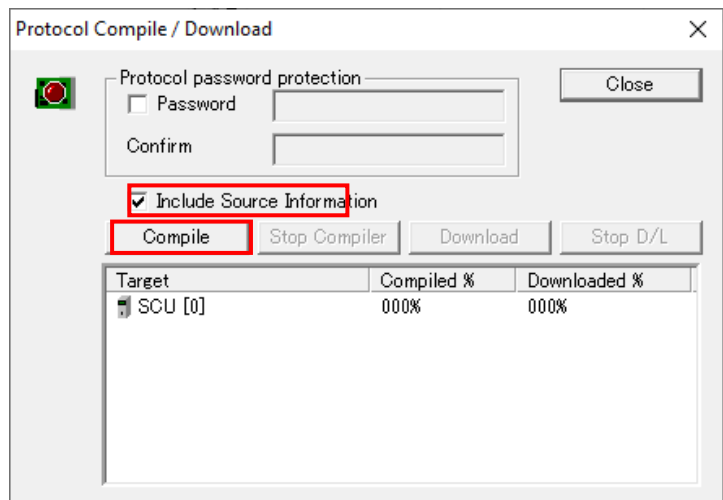 Protocol Compile / Download
Protocol password protection
Password
Close
Confirm
Include Source Information
Compile Stop Compiler Download Stop D/L
Target Compiled % Downloaded %
SCU [0] 000% 000%